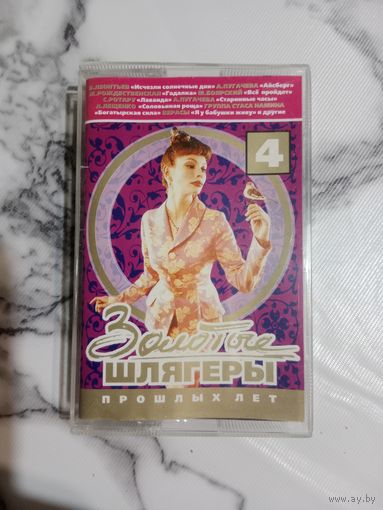 В.ЛЕОНТЬЕВ «Исчезли солнечные дни» А.ПУГАЧЕВА «Айсберг»
Ж.РОЖДЕСТВЕНСКАЯ «Гадалка» М.БОЯРСКИЙ «Всё пройдет»
С.РОТАРУ «Лаванда» А.ПУГАЧЕВА «Старинные часы»
Л.ЛЕЩЕНКО «Соловьиная роща» ГРУППА СТАСА НАМИНА
«Богатырская сила» ВЕРАСЫ «Я у бабушки живу» и другие
4
Золотые
ШЛЯГЕРЫ
ПРОШЛЫХ ЛЕТ
www.ay.by